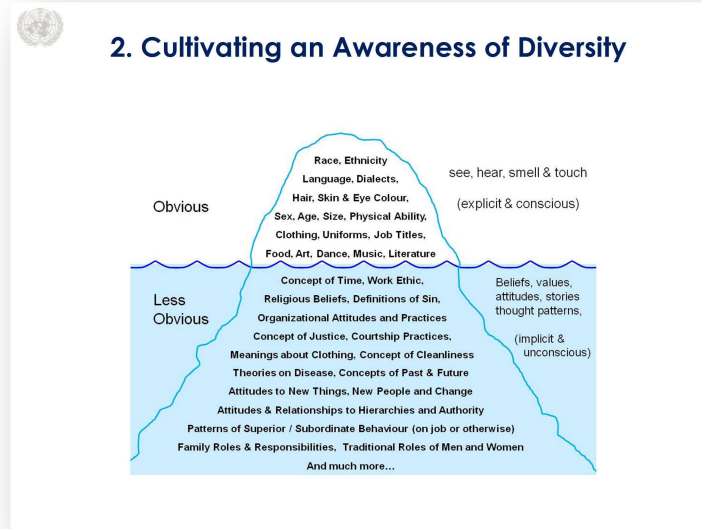 2. Cultivating an Awareness of Diversity
Race, Ethnicity
Language, Dialects,
Hair, Skin & Eye Colour,
Sex, Age, Size, Physical Ability,
Clothing, Uniforms, Job Titles,
Food, Art, Dance, Music, Literature
Obvious
see, hear, smell & touch
(explicit & conscious)
Concept of Time, Work Ethic,
Religious Beliefs, Definitions of Sin,
Organizational Attitudes and Practices
Concept of Justice, Courtship Practices,
Meanings about Clothing, Concept of Cleanliness
Theories on Disease, Concepts of Past & Future
Attitudes to New Things, New People and Change
Attitudes & Relationships to Hierarchies and Authority
Patterns of Superior / Subordinate Behaviour (on job or otherwise)
Family Roles & Responsibilities, Traditional Roles of Men and Women
And much more...
Less
Obvious
Beliefs, values,
attitudes, stories
thought patterns,
(implicit &
unconscious)